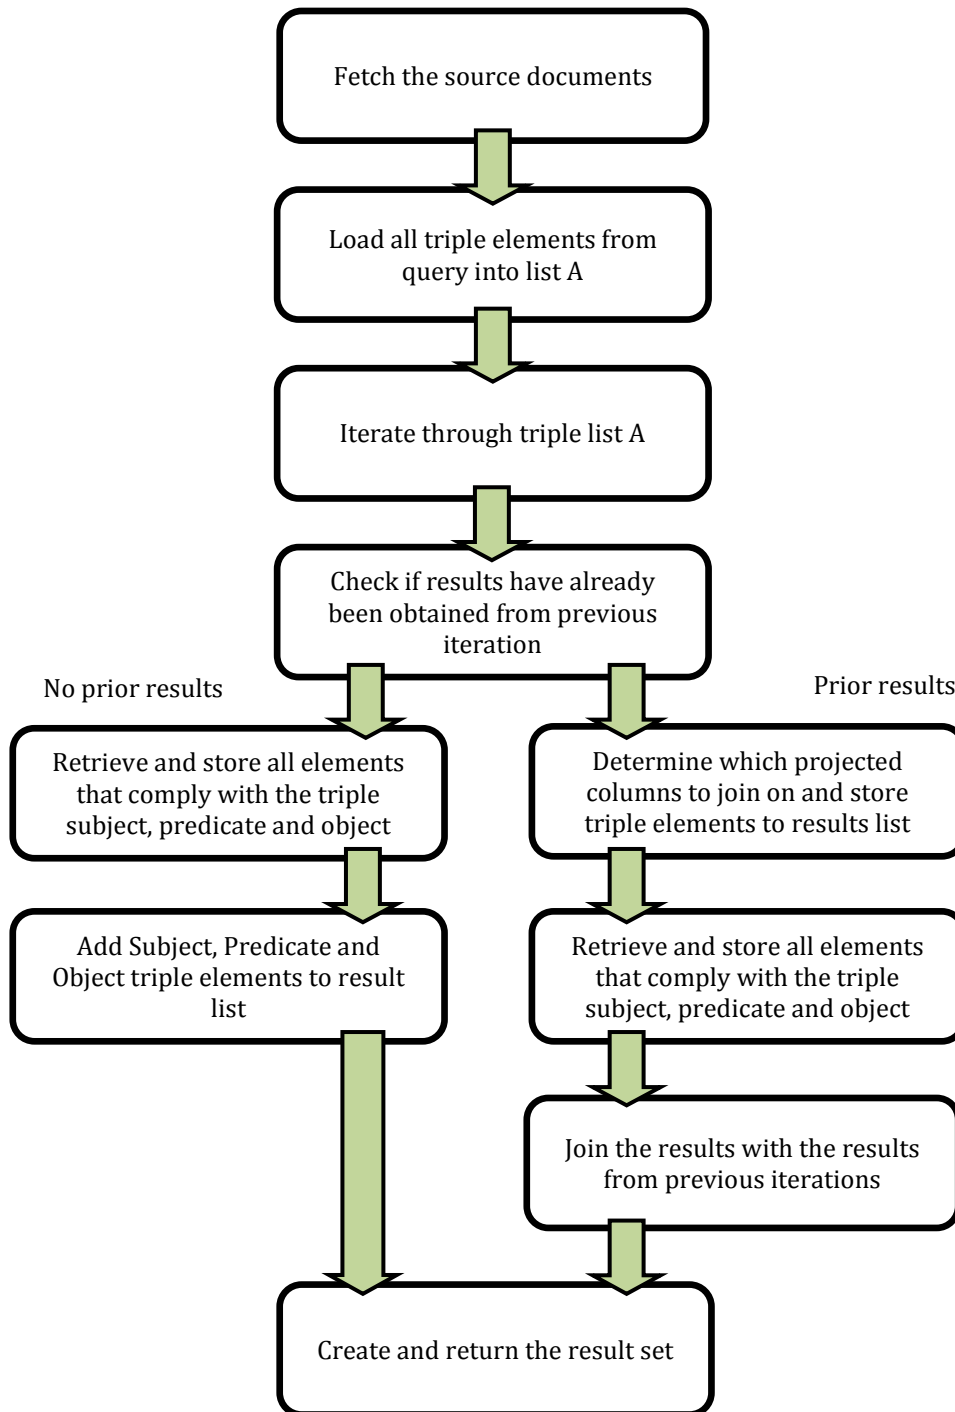 Fetch the source documents
Load all triple elements from
query into list A
Iterate through triple list A
Check if results have already
been obtained from previous
iteration
No prior results
Prior results
Retrieve and store all elements
that comply with the triple
subject, predicate and object
Determine which projected
columns to join on and store
triple elements to results list
Add Subject, Predicate and
Object triple elements to result
list
Retrieve and store all elements
that comply with the triple
subject, predicate and object
Join the results with the results
from previous iterations
Create and return the result set